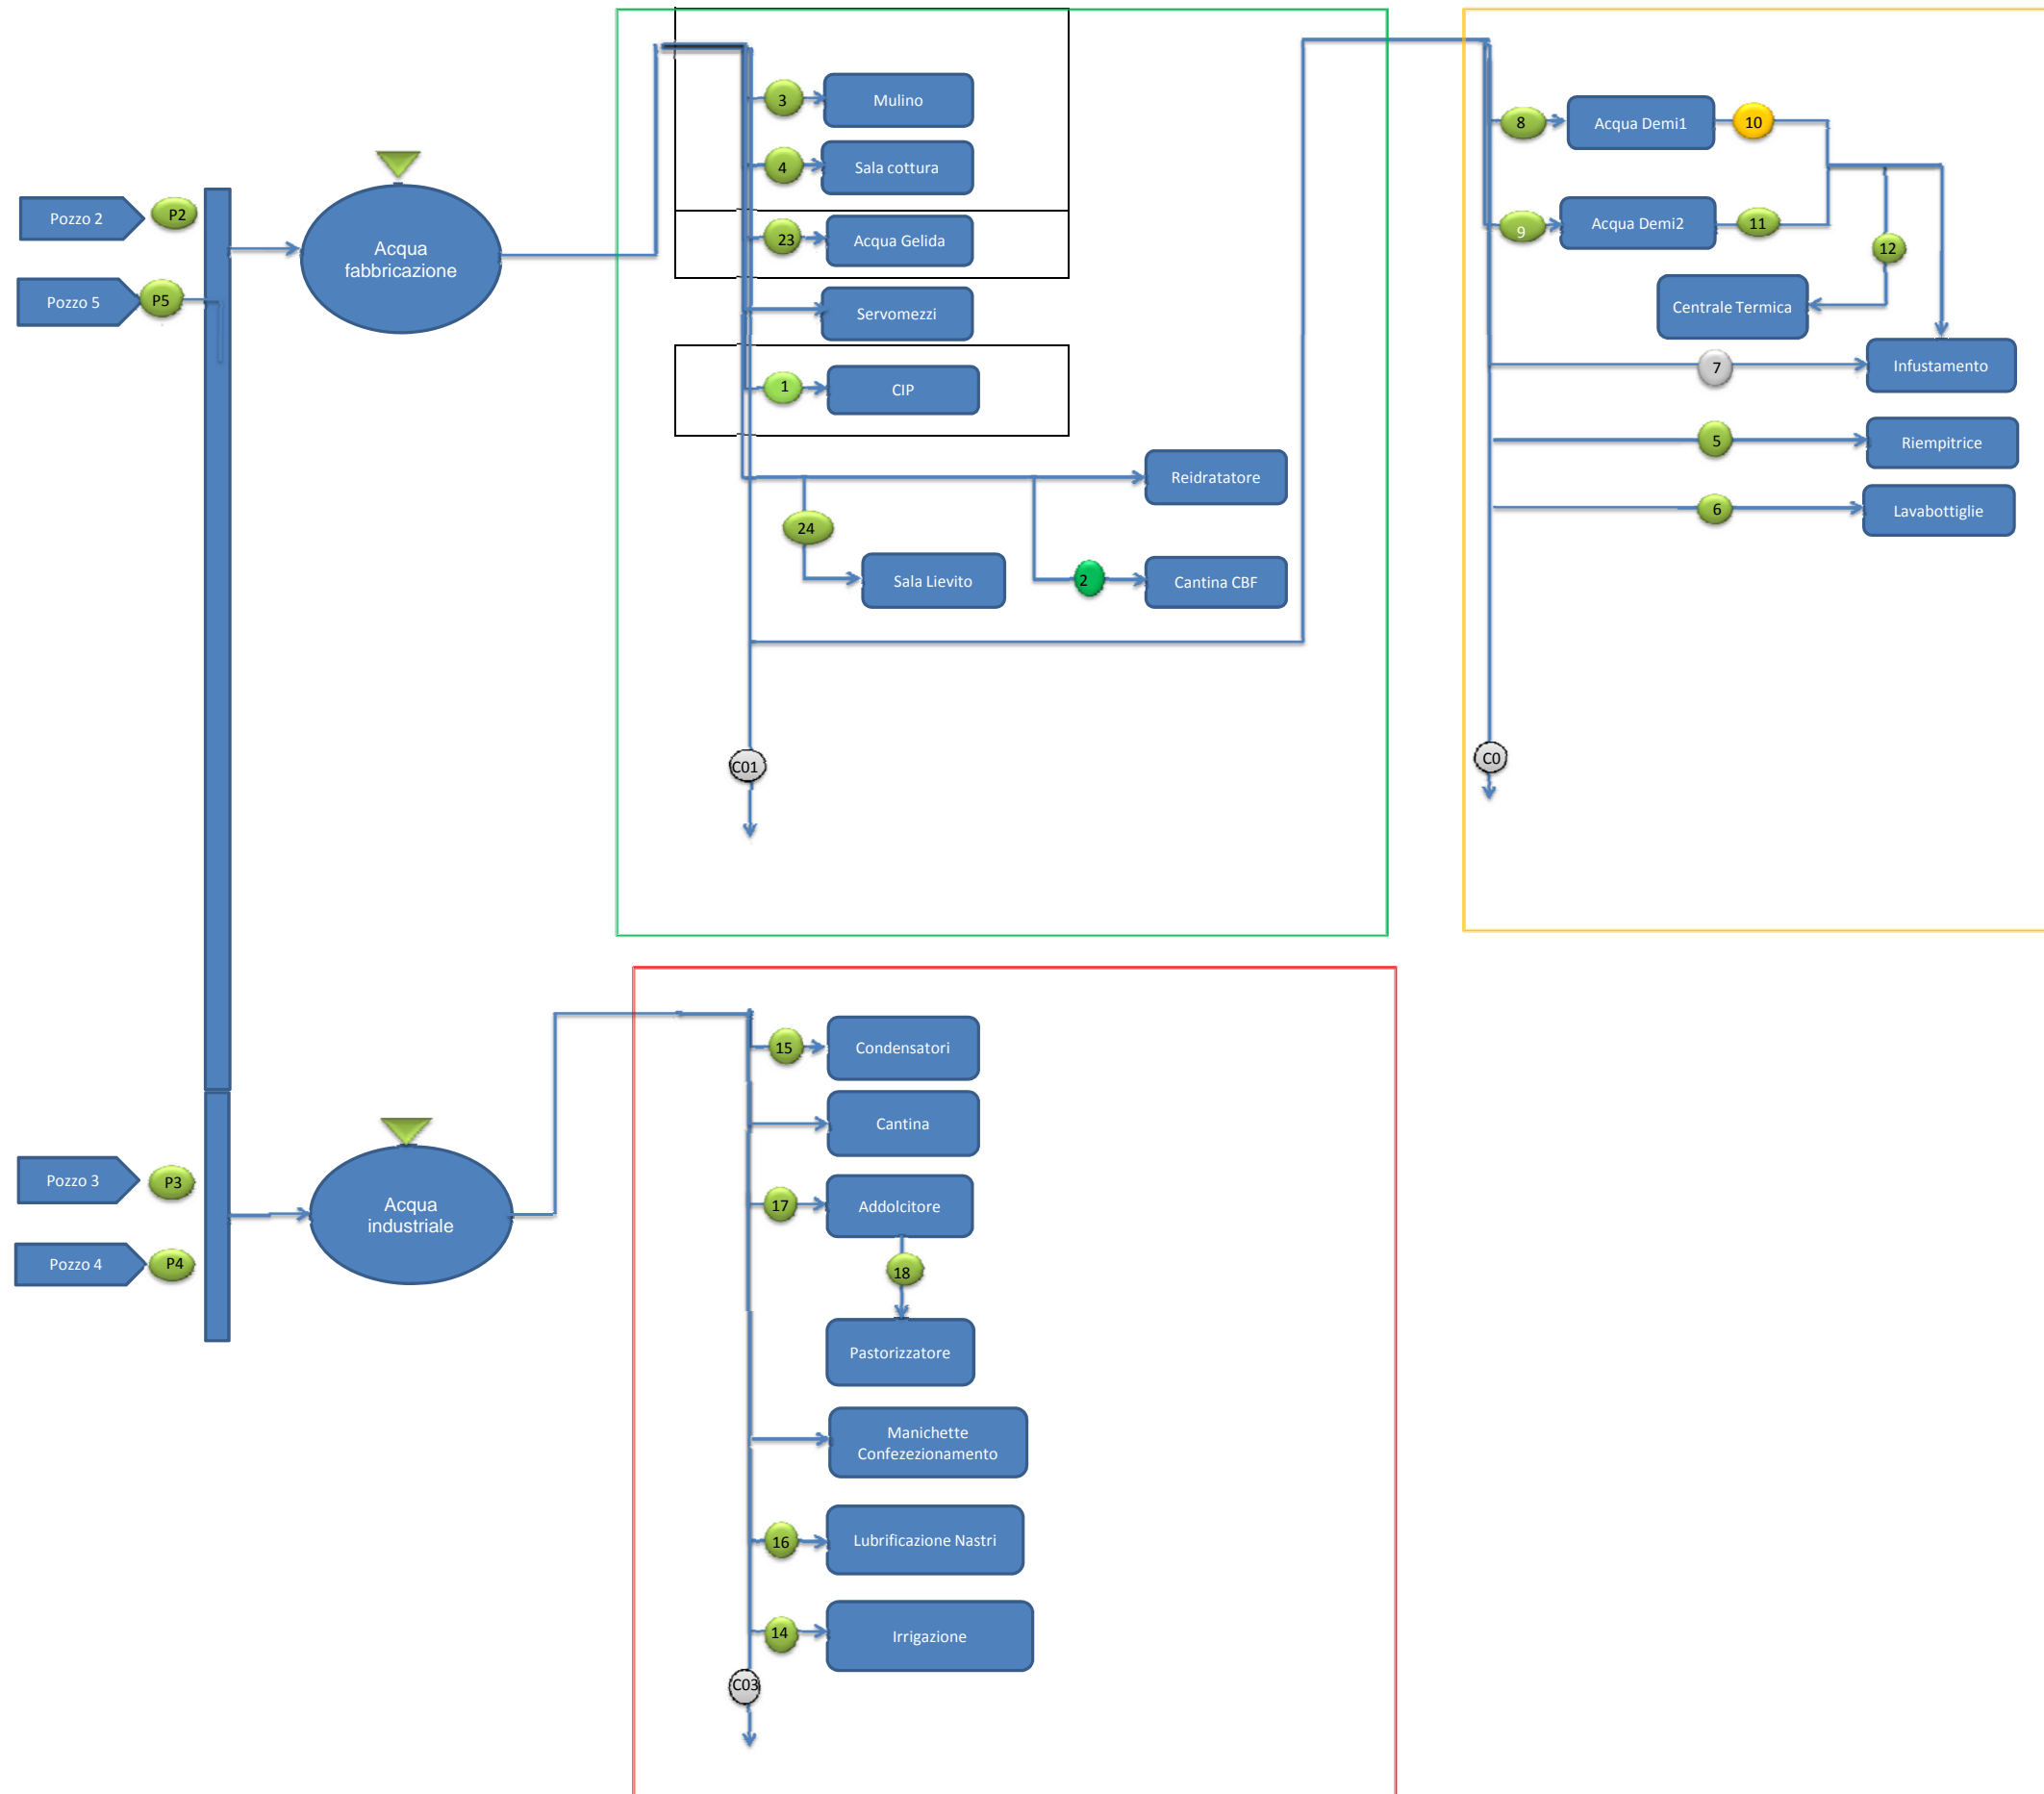 Pozzo 2
P2
Pozzo 5
P5
Acqua
fabbricazione
3
Mulino
4
Sala cottura
23
Acqua Gelida
Servomezzi
1
CIP
Reidratatore
24
Sala Lievito
2
Cantina CBF
C01
8
Acqua Demi1
10
9
Acqua Demi2
11
12
Centrale Termica
7
Infustamento
5
Riempitrice
6
Lavabottiglie
C0
Pozzo 3
P3
Pozzo 4
P4
Acqua
industriale
15
Condensatori
Cantina
17
Addolcitore
18
Pastorizzatore
Manichette
Confezezionamento
16
Lubrificazione Nastri
14
Irrigazione
C03